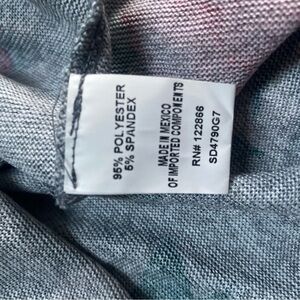 95% POLYESTER
5% SPANDEX
MADE IN MEXICO
OF IMPORTED COMPONENTS
RN# 122866
SD4790G7